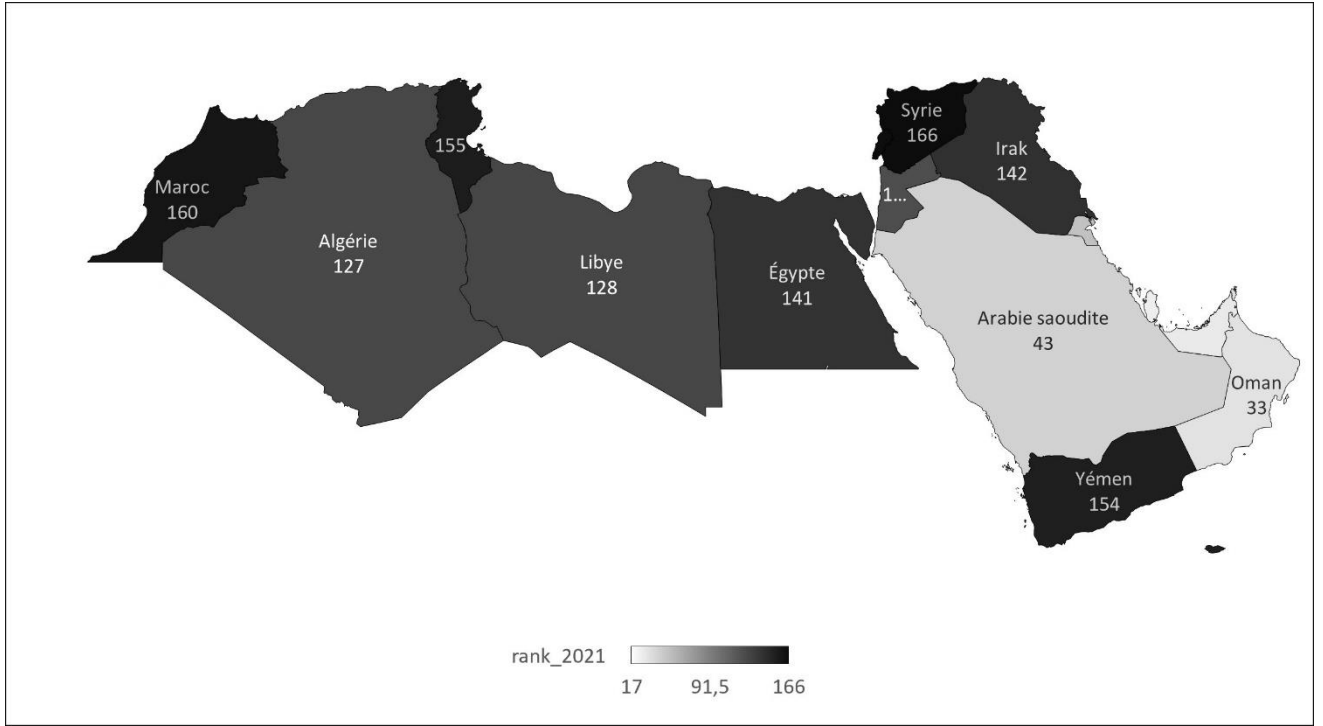 Syrie
166
155
Irak
142
Maroc
160
1...
Algérie
127
Libye
128
Égypte
141
Arabie saoudite
43
Oman
33
Yémen
154
rank_2021
17 91,5 166